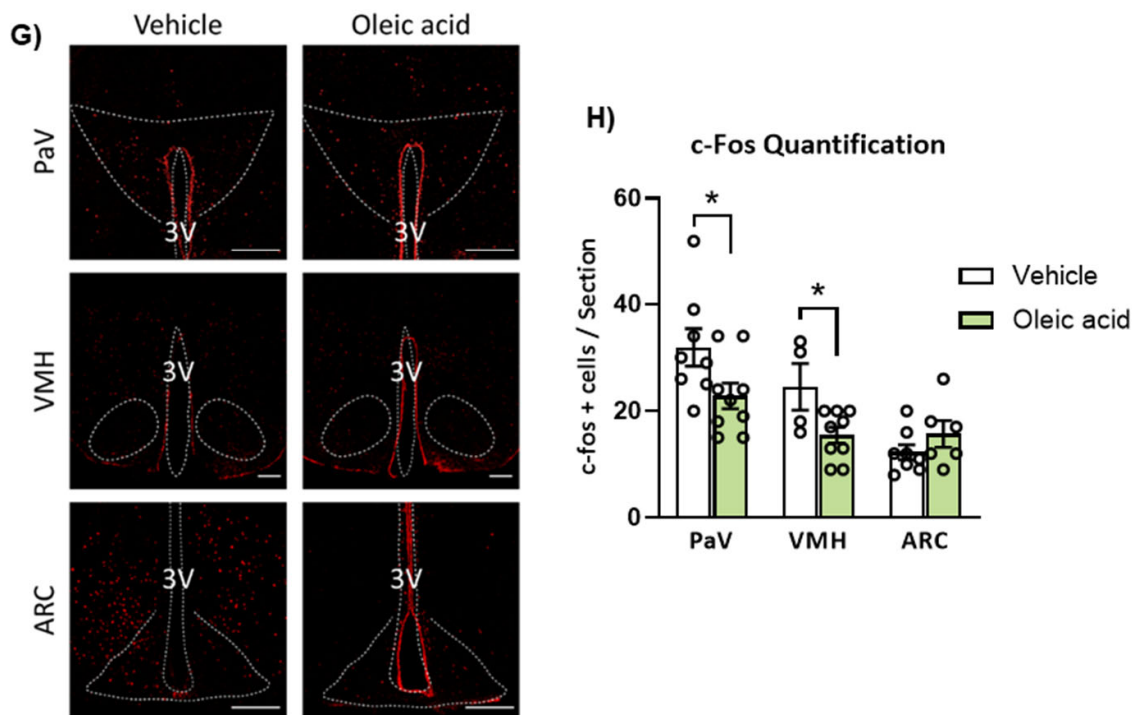 G)
Vehicle
Oleic acid
PaV
3V
3V
VMH
3V
3V
ARC
3V
3V
H)
c-Fos Quantification
c-fos + cells / Section
60
40
20
0
*
*
PaV
VMH
ARC
Vehicle
Oleic acid